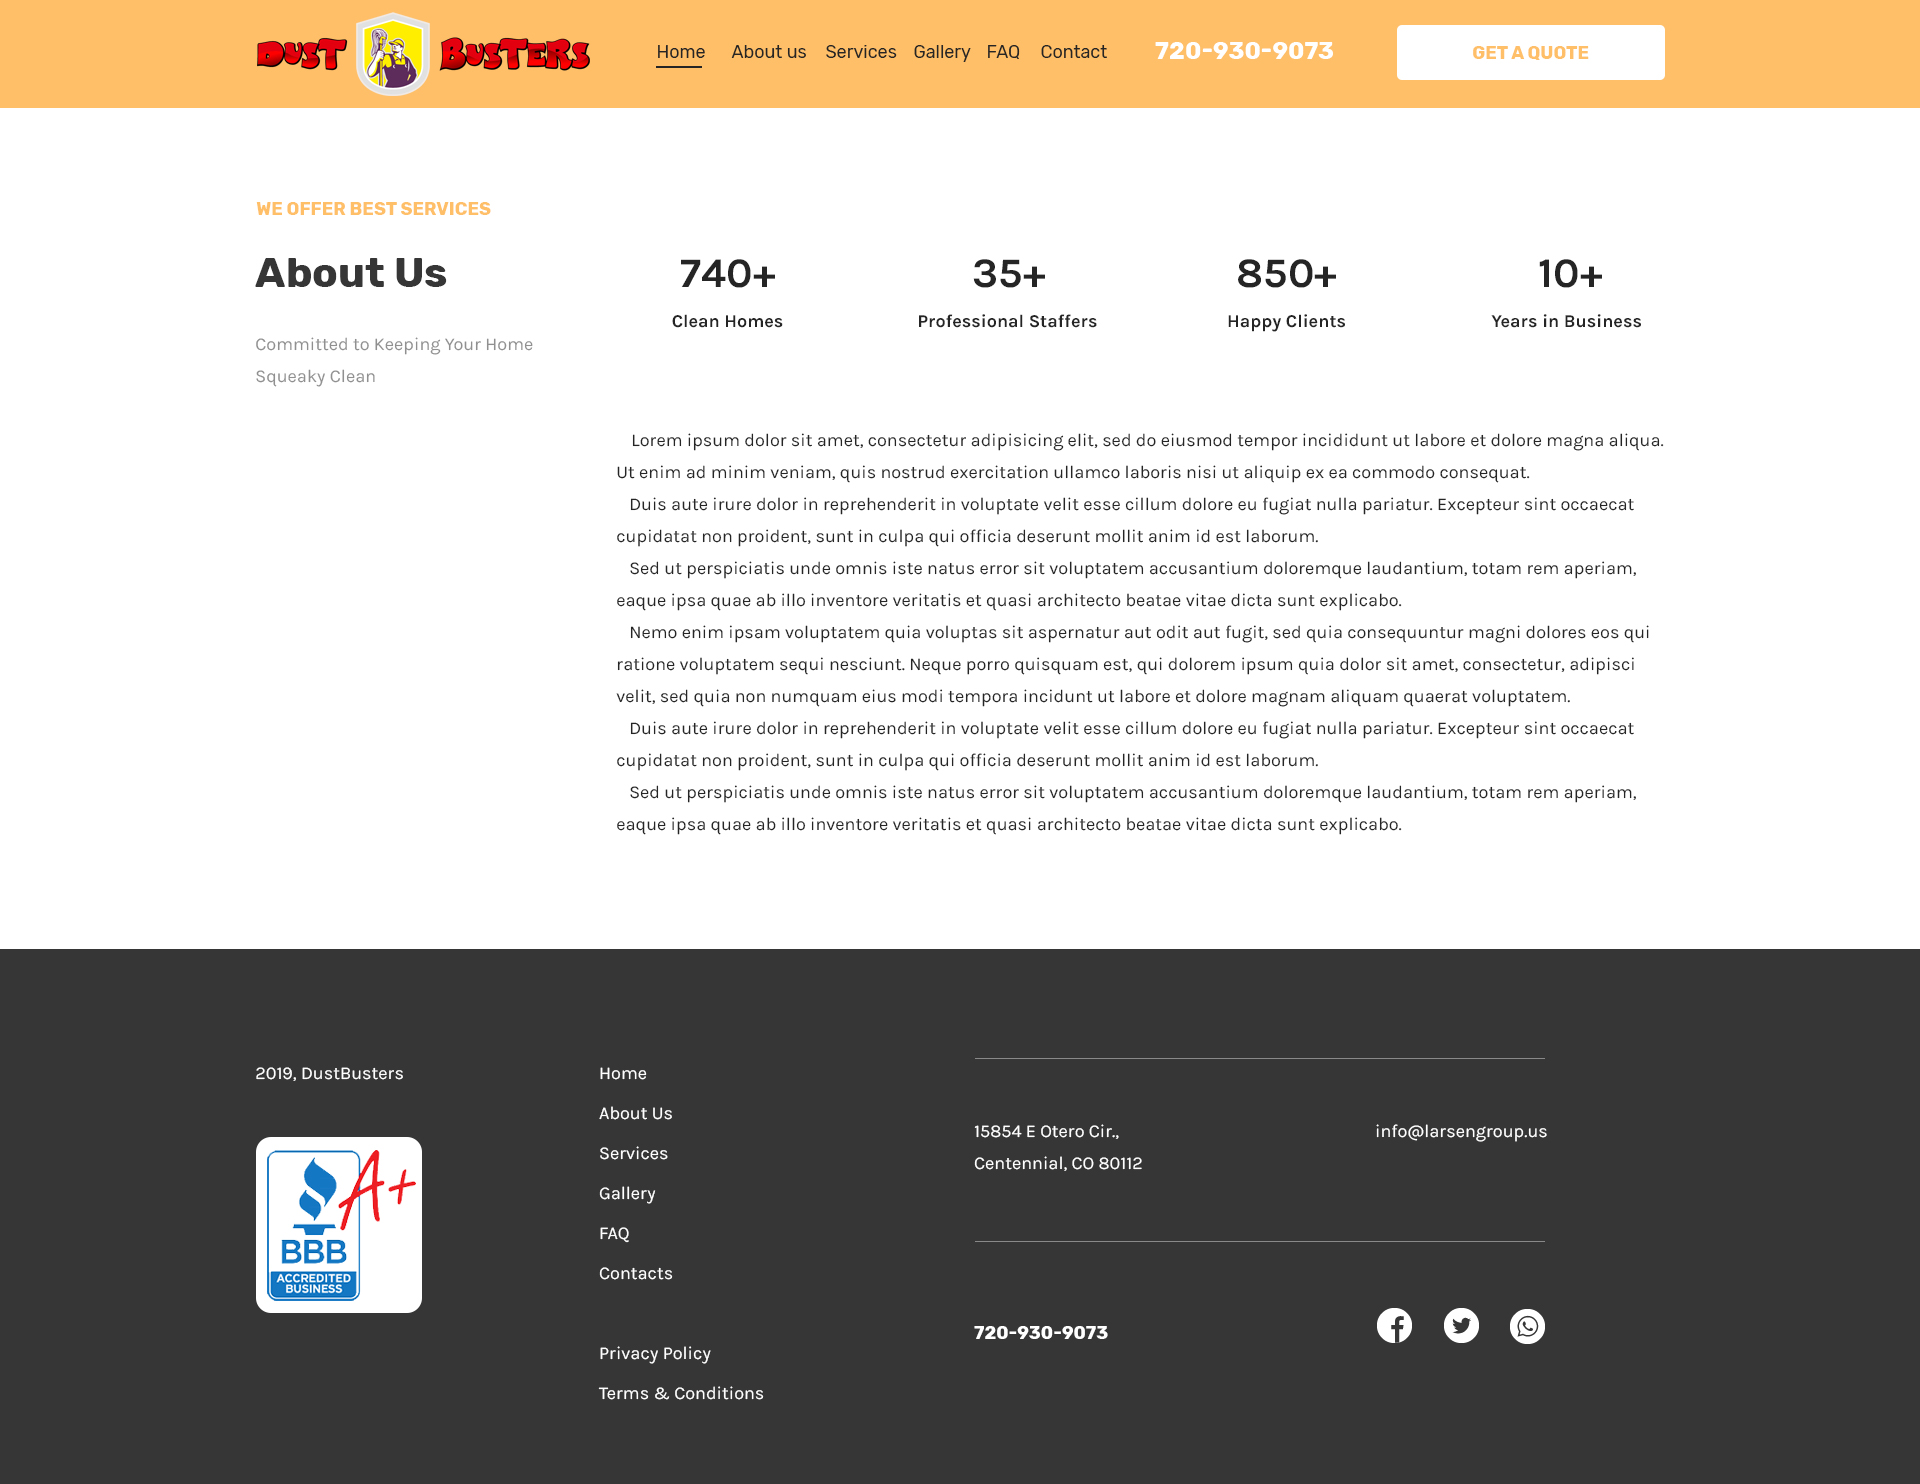 DUST BUSTERS
Home About us Services Gallery FAQ Contact
720-930-9073
GET A QUOTE
WE OFFER BEST SERVICES
About Us
Committed to Keeping Your Home
Squeaky Clean
740+
Clean Homes
35+
Professional Staffers
850+
Happy Clients
10+
Years in Business
Lorem ipsum dolor sit amet, consectetur adipisicing elit, sed do eiusmod tempor incididunt ut labore et dolore magna aliqua.
Ut enim ad minim veniam, quis nostrud exercitation ullamco laboris nisi ut aliquip ex ea commodo consequat.
Duis aute irure dolor in reprehenderit in voluptate velit esse cillum dolore eu fugiat nulla pariatur. Excepteur sint occaecat
cupidatat non proident, sunt in culpa qui officia deserunt mollit anim id est laborum.
Sed ut perspiciatis unde omnis iste natus error sit voluptatem accusantium doloremque laudantium, totam rem aperiam,
eaque ipsa quae ab illo inventore veritatis et quasi architecto beatae vitae dicta sunt explicabo.
Nemo enim ipsam voluptatem quia voluptas sit aspernatur aut odit aut fugit, sed quia consequuntur magni dolores eos qui
ratione voluptatem sequi nesciunt. Neque porro quisquam est, qui dolorem ipsum quia dolor sit amet, consectetur, adipisci
velit, sed quia non numquam eius modi tempora incidunt ut labore et dolore magnam aliquam quaerat voluptatem.
Duis aute irure dolor in reprehenderit in voluptate velit esse cillum dolore eu fugiat nulla pariatur. Excepteur sint occaecat
cupidatat non proident, sunt in culpa qui officia deserunt mollit anim id est laborum.
Sed ut perspiciatis unde omnis iste natus error sit voluptatem accusantium doloremque laudantium, totam rem aperiam,
eaque ipsa quae ab illo inventore veritatis et quasi architecto beatae vitae dicta sunt explicabo.
2019, DustBusters
A+
BBB
ACCREDITED
BUSINESS
Home
About Us
Services
Gallery
FAQ
Contacts
Privacy Policy
Terms & Conditions
15854 E Otero Cir.,
Centennial, CO 80112
info@larsengroup.us
720-930-9073